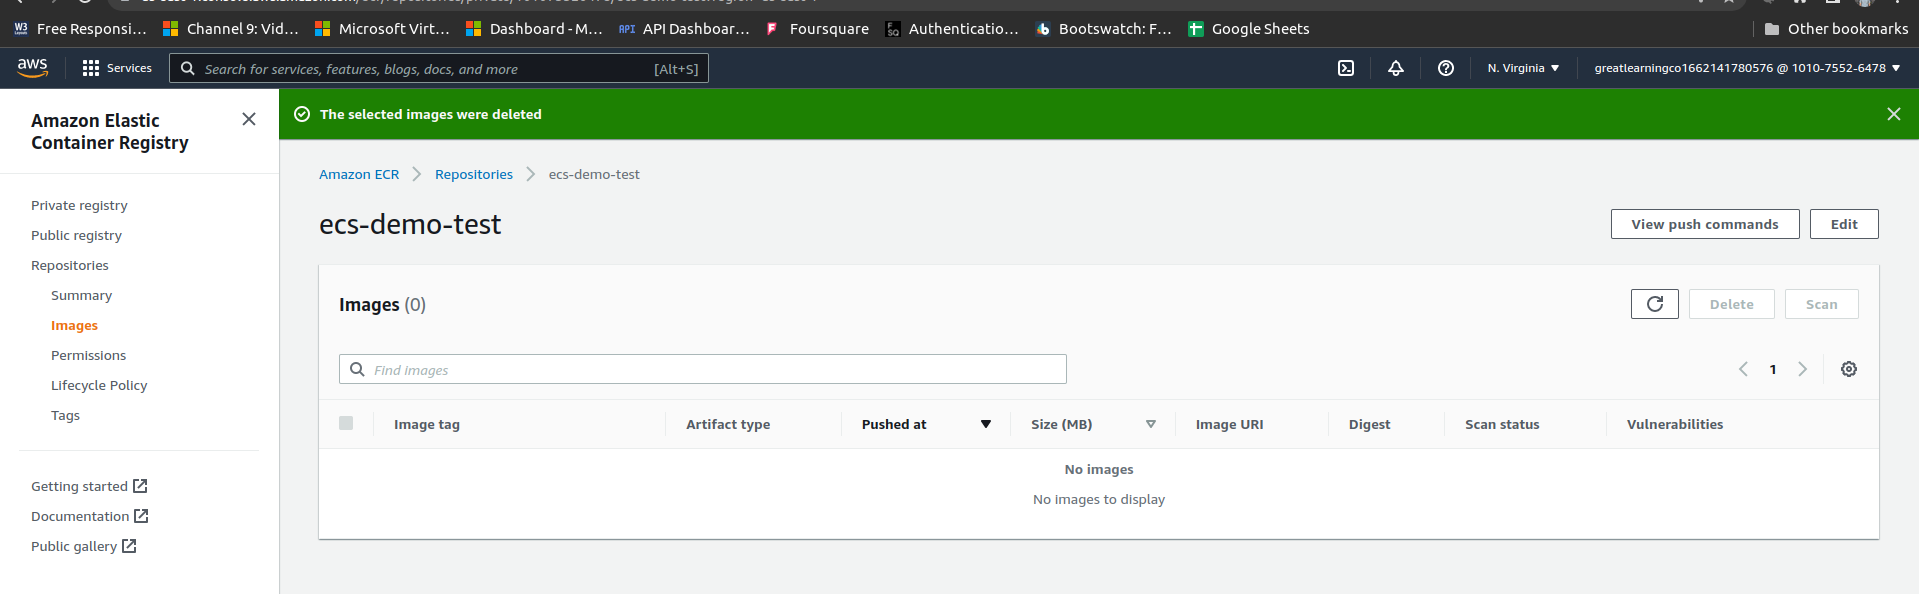 Free Responsi... Channel 9: Vid... Microsoft Virt... Dashboard - M... API API Dashboar... Foursquare Authenticatio... Bootswatch: F... Google Sheets Other bookmarks
aws Services Search for services, features, blogs, docs, and more [Alt+S] N. Virginia greatlearningco1662141780576 @ 1010-7552-6478
Amazon Elastic
Container Registry
Private registry
Public registry
Repositories
Summary
Images
Permissions
Lifecycle Policy
Tags
Getting started
Documentation
Public gallery
The selected images were deleted
Amazon ECR Repositories ecs-demo-test
ecs-demo-test View push commands Edit
Images (0) Delete Scan
Find images 1
Image tag Artifact type Pushed at Size (MB) Image URI Digest Scan status Vulnerabilities
No images
No images to display